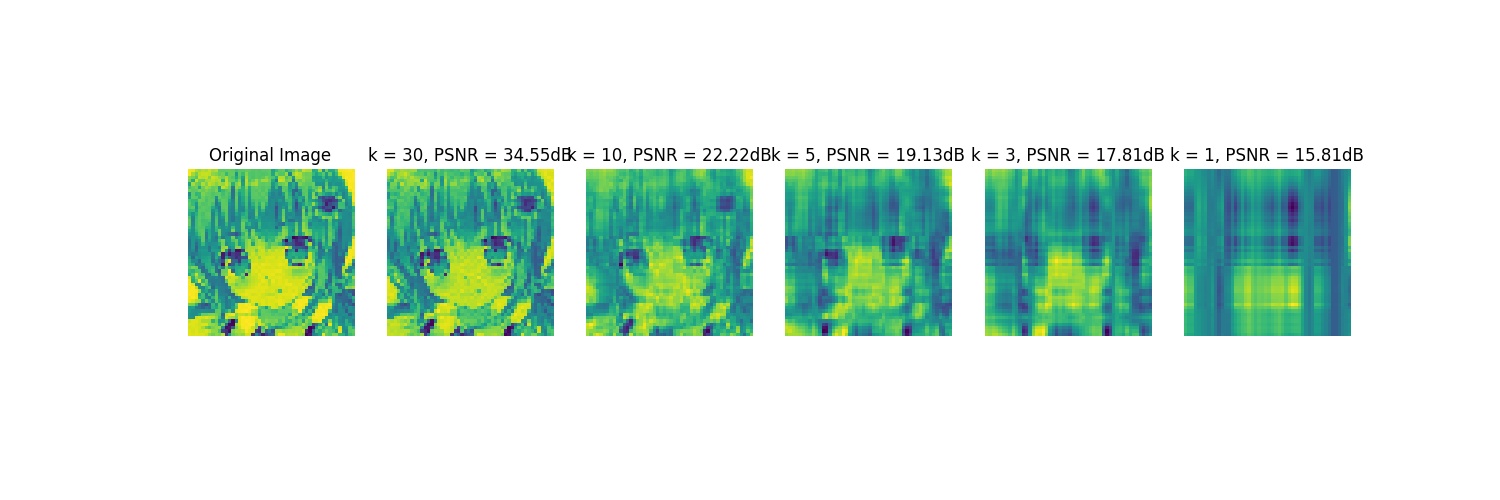 Original Image
k = 30, PSNR = 34.55dB
k = 10, PSNR = 22.22dB
k = 5, PSNR = 19.13dB
k = 3, PSNR = 17.81dB
k = 1, PSNR = 15.81dB